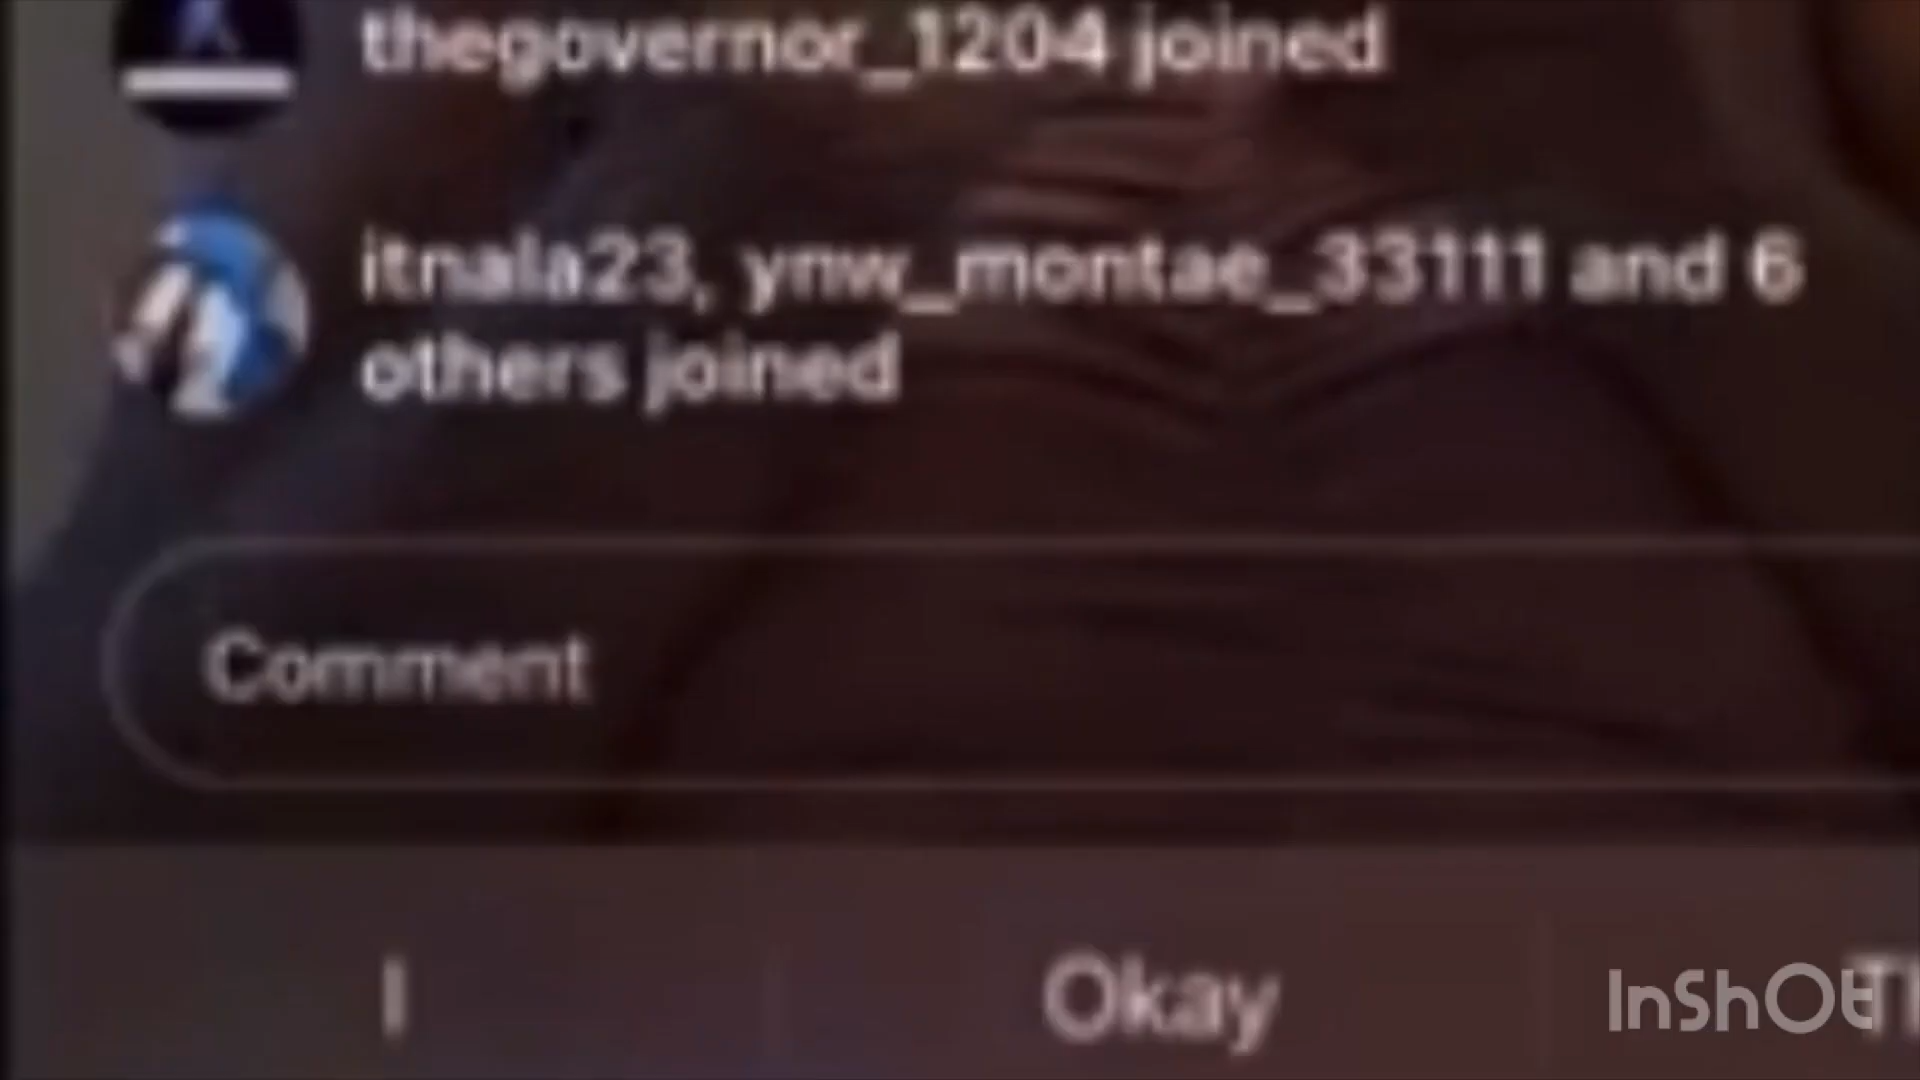 thegovernor_1204 joined
itnala23, ynw_montae_33111 and 6
others joined
Comment
I
Okay
InShOt